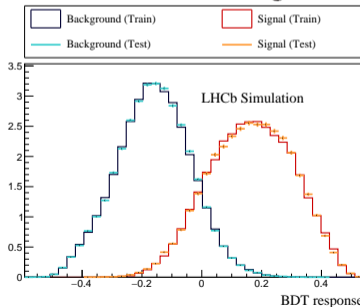 Background (Train) Signal (Train)
Background (Test) Signal (Test)
3.5
3
LHCb Simulation
2.5
2
1.5
1
0.5
0
−0.4 −0.2 0 0.2 0.4
BDT response